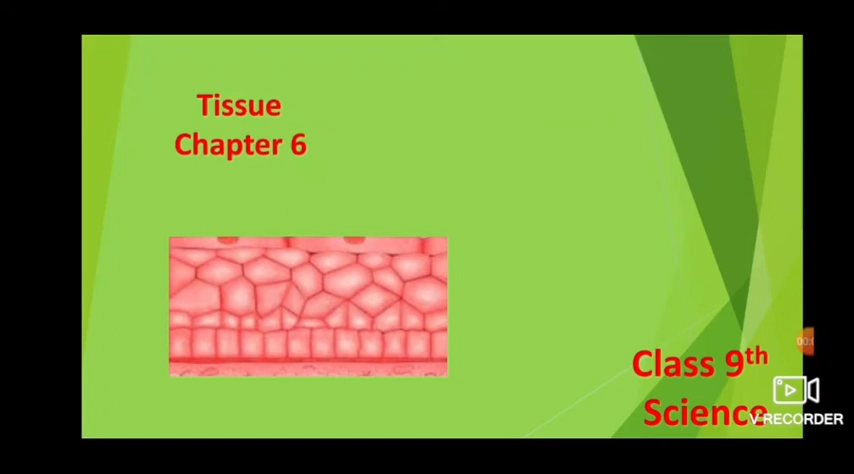 Tissue
Chapter 6
Class 9th
Science
V RECORDER